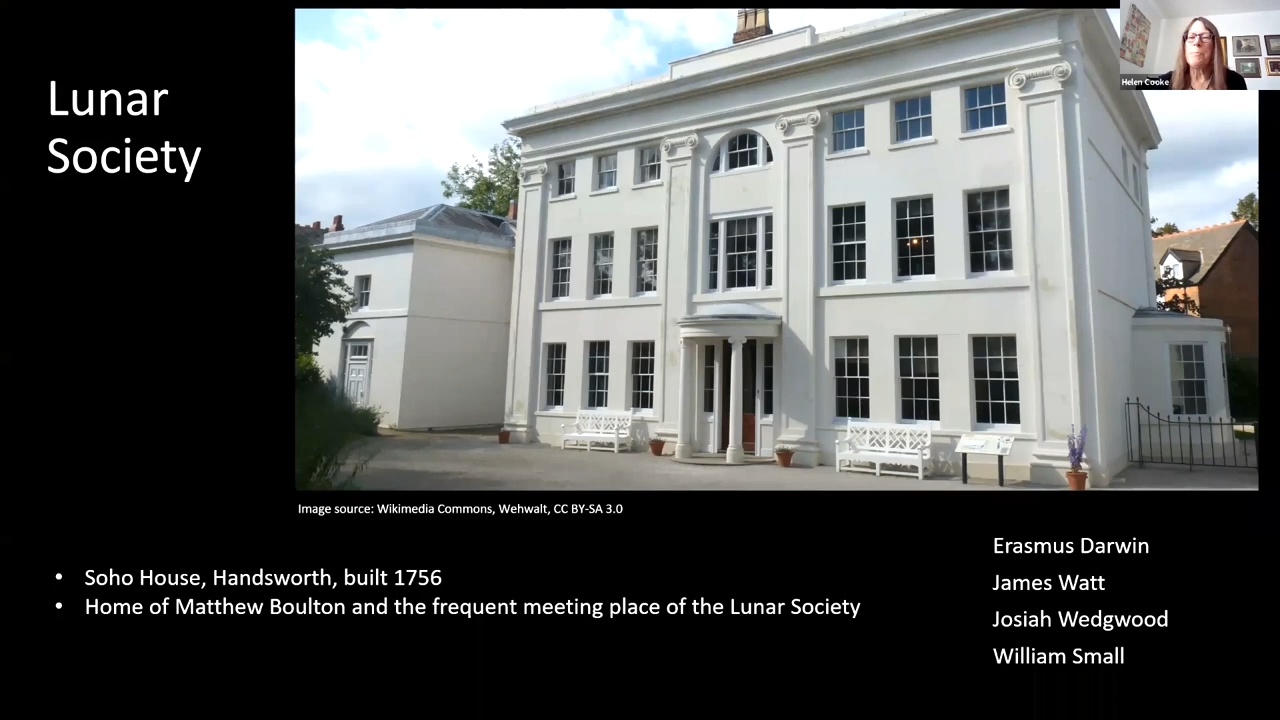 Lunar
Society
Helen Cooke
Image source: Wikimedia Commons, Wehwalt, CC BY-SA 3.0
• Soho House, Handsworth, built 1756
• Home of Matthew Boulton and the frequent meeting place of the Lunar Society
Erasmus Darwin
James Watt
Josiah Wedgwood
William Small